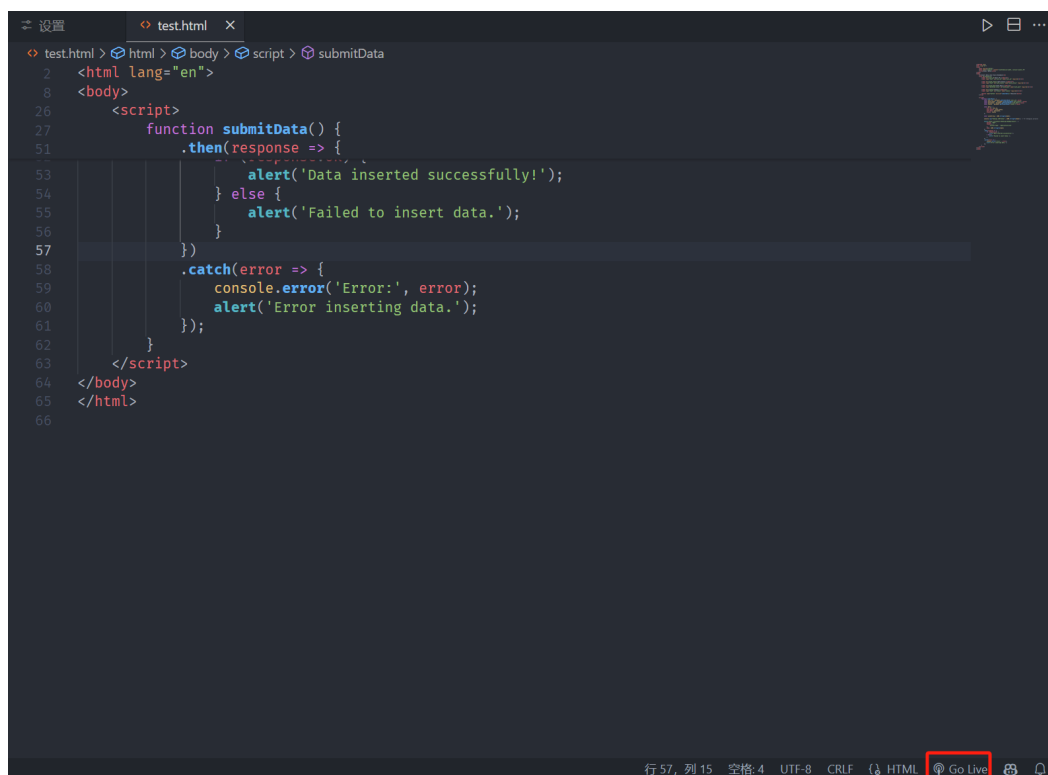 设置 test.html
test.html > html > body > script > submitData
2 <html lang="en">
8 <body>
26 <script>
27 function submitData() {
51 .then(response => {
53 alert('Data inserted successfully!');
54 } else {
55 alert('Failed to insert data.');
56 }
57 })
58 .catch(error => {
59 console.error('Error:', error);
60 alert('Error inserting data.');
61 });
62 }
63 </script>
64 </body>
65 </html>
66
行 57, 列 15 空格: 4 UTF-8 CRLF HTML Go Live